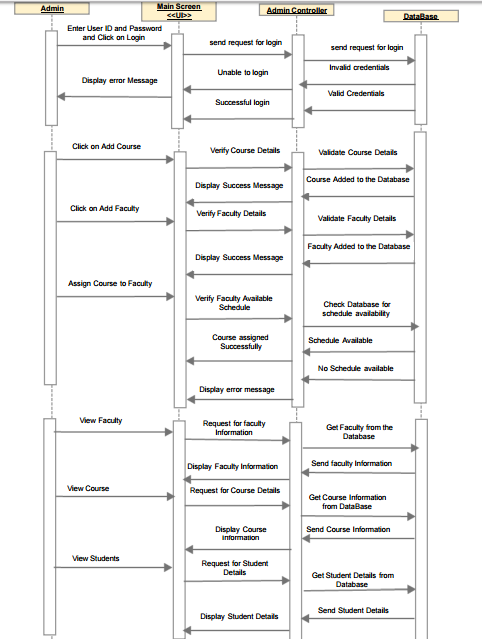 Admin
Main Screen
<<UI>>
Admin Controller
DataBase
Enter User ID and Password
and Click on Login
send request for login
send request for login
Unable to login
Invalid credentials
Display error Message
Valid Credentials
Successful login
Click on Add Course
Verify Course Details
Validate Course Details
Display Success Message
Course Added to the Database
Click on Add Faculty
Verify Faculty Details
Validate Faculty Details
Faculty Added to the Database
Display Success Message
Assign Course to Faculty
Verify Faculty Available
Schedule
Check Database for
schedule availability
Course assigned
Successfully
Schedule Available
No Schedule available
Display error message
View Faculty
Request for faculty
Information
Get Faculty from the
Database
Display Faculty Information
Send faculty Information
View Course
Request for Course Details
Get Course Information
from DataBase
Display Course
information
Send Course Information
View Students
Request for Student
Details
Get Student Details from
Database
Display Student Details
Send Student Details